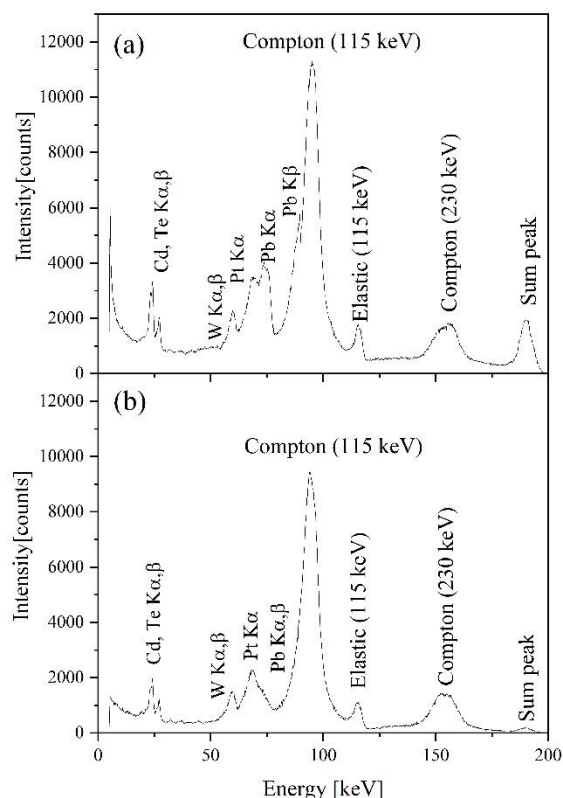 (a)
Compton (115 keV)
Intensity[counts]
12000
10000
8000
6000
4000
2000
0
Cd, Te Kα,β
W Kα,β
Pt Kα
Pb Kα
Pb Kβ
Elastic (115 keV)
Compton (230 keV)
Sum peak
(b)
Compton (115 keV)
Intensity[counts]
12000
10000
8000
6000
4000
2000
0
Cd, Te Kα,β
W Kα,β
Pt Kα
Pb Kα,β
Elastic (115 keV)
Compton (230 keV)
Sum peak
0 50 100 150 200
Energy [keV]